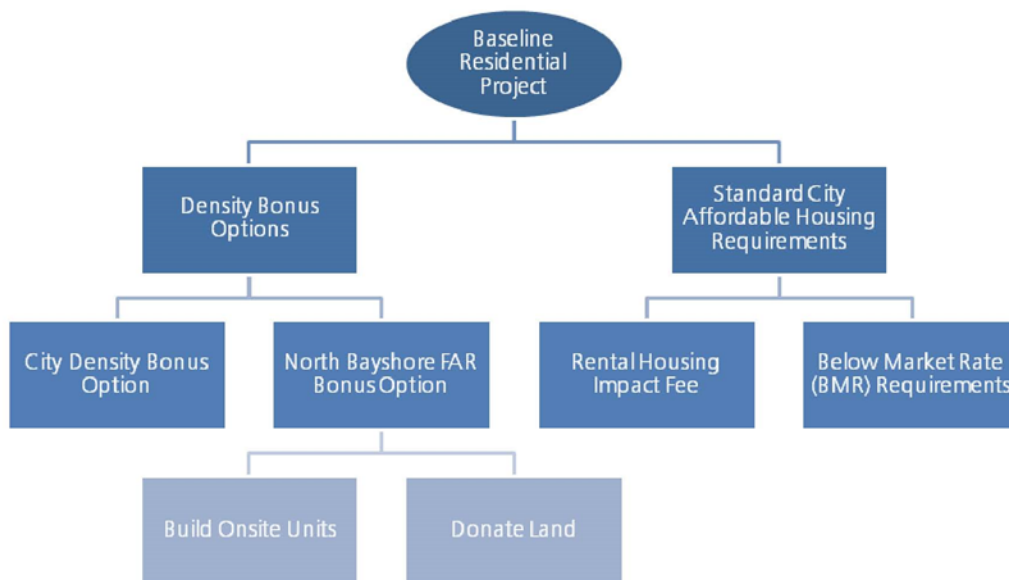 Baseline
Residential
Project
Density Bonus
Options
Standard City
Affordable Housing
Requirements
City Density Bonus
Option
North Bayshore FAR
Bonus Option
Rental Housing
Impact Fee
Below Market Rate
(BMR) Requirements
Build Onsite Units
Donate Land